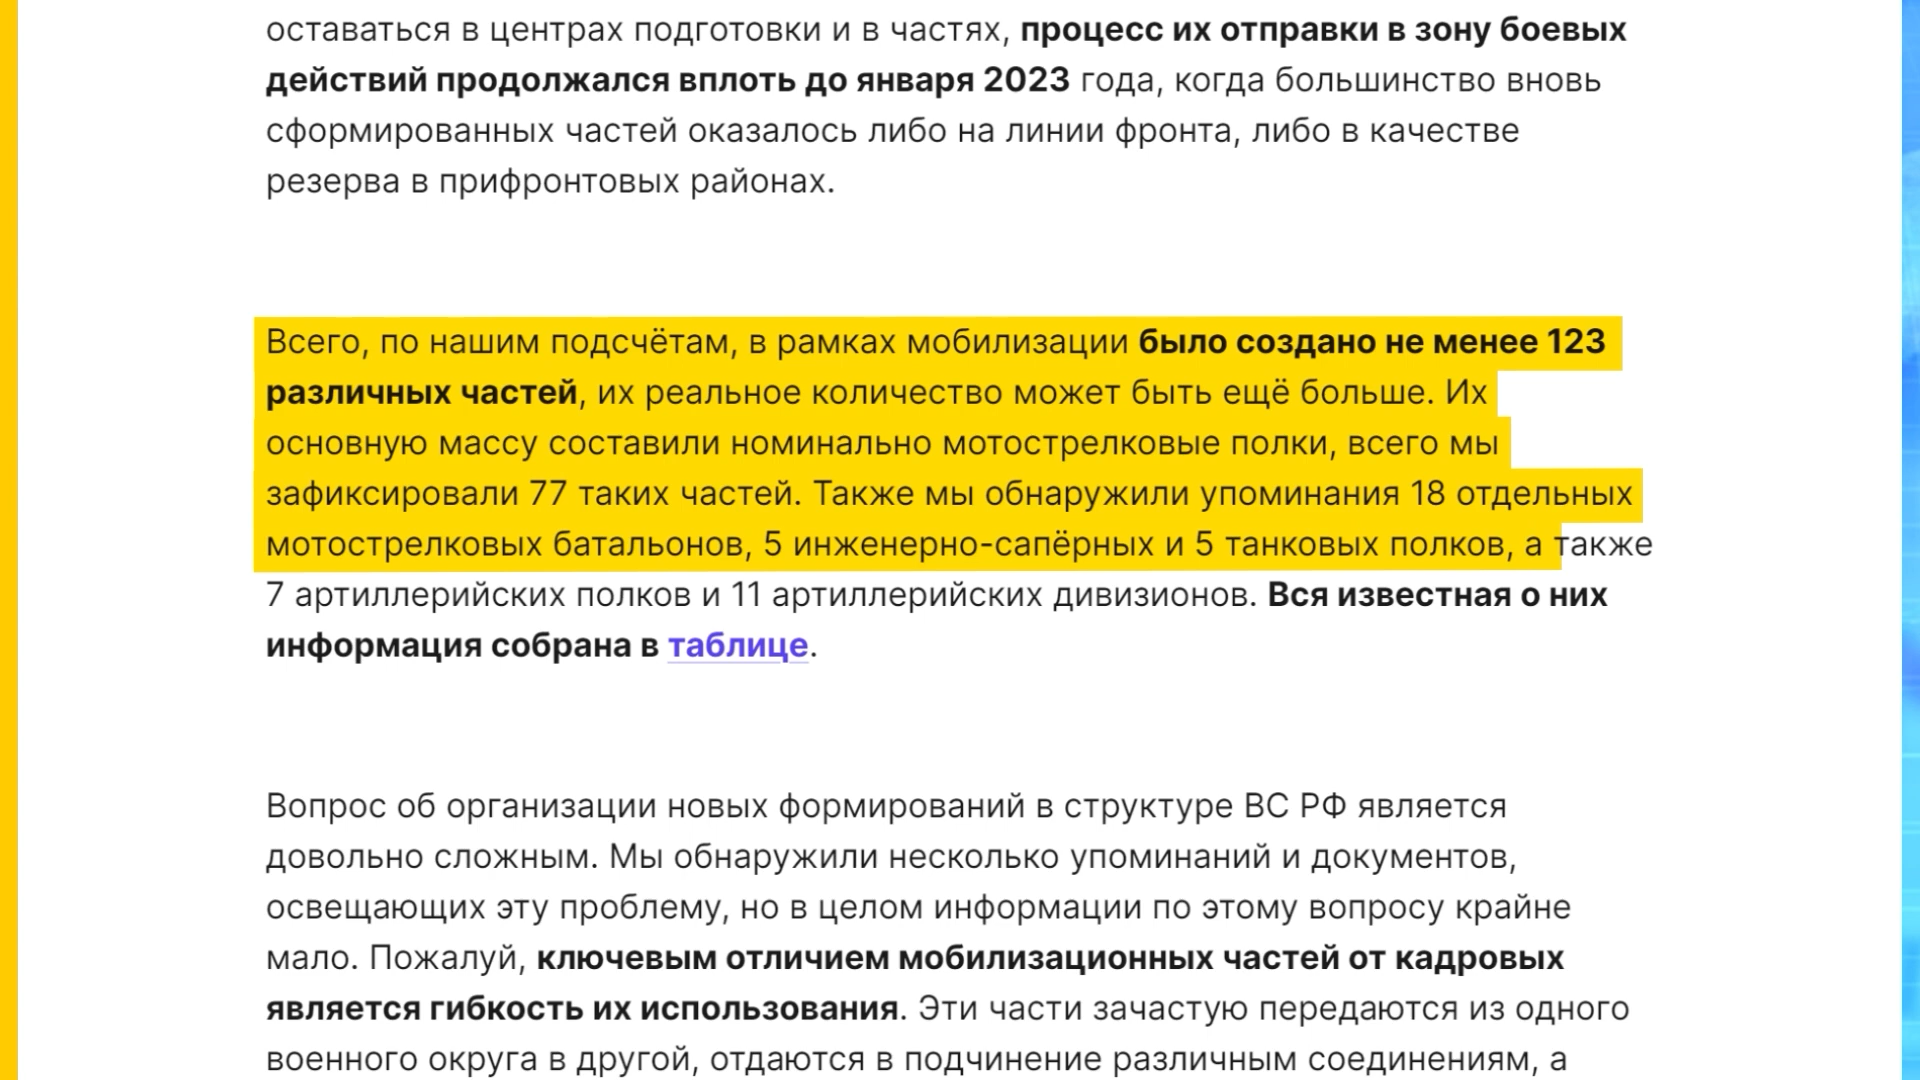 оставаться в центрах подготовки и в частях, процесс их отправки в зону боевых
действий продолжался вплоть до января 2023 года, когда большинство вновь
сформированных частей оказалось либо на линии фронта, либо в качестве
резерва в прифронтовых районах.
Всего, по нашим подсчётам, в рамках мобилизации было создано не менее 123
различных частей, их реальное количество может быть ещё больше. Их
основную массу составили номинально мотострелковые полки, всего мы
зафиксировали 77 таких частей. Также мы обнаружили упоминания 18 отдельных
мотострелковых батальонов, 5 инженерно-сапёрных и 5 танковых полков, а также
7 артиллерийских полков и 11 артиллерийских дивизионов. Вся известная о них
информация собрана в таблице.
Вопрос об организации новых формирований в структуре ВС РФ является
довольно сложным. Мы обнаружили несколько упоминаний и документов,
освещающих эту проблему, но в целом информации по этому вопросу крайне
мало. Пожалуй, ключевым отличием мобилизационных частей от кадровых
является гибкость их использования. Эти части зачастую передаются из одного
военного округа в другой, отдаются в подчинение различным соединениям, а